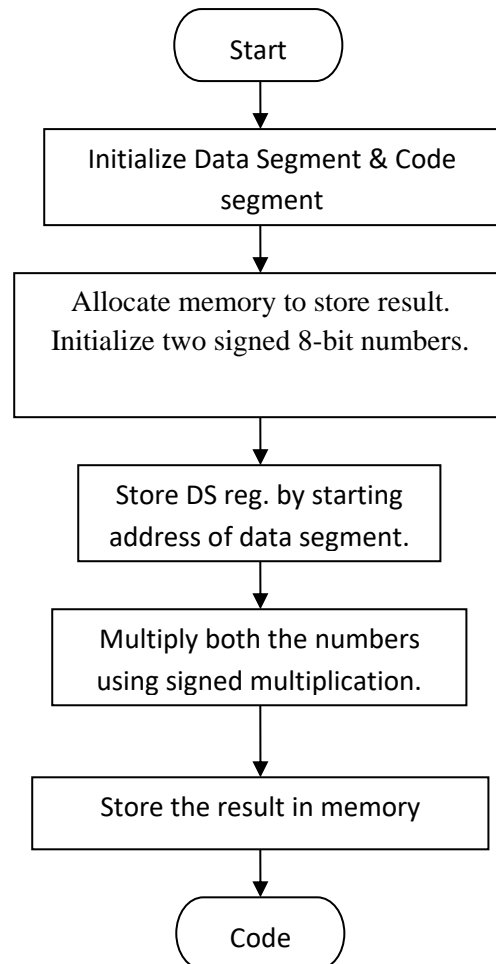 Start
Initialize Data Segment & Code
segment
Allocate memory to store result.
Initialize two signed 8-bit numbers.
Store DS reg. by starting
address of data segment.
Multiply both the numbers
using signed multiplication.
Store the result in memory
Code